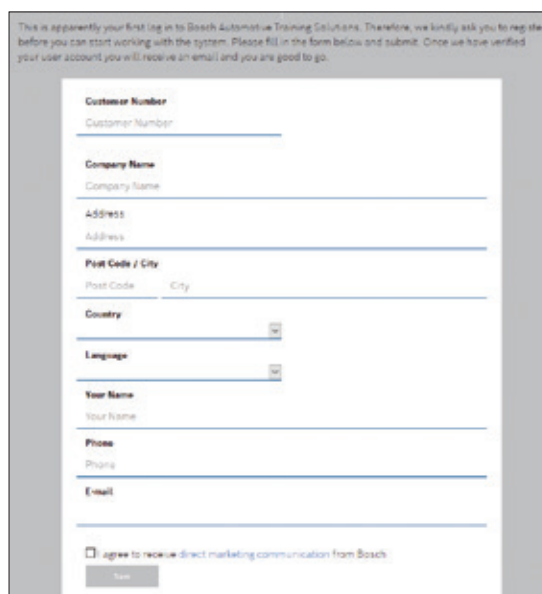 This is apparently your first log in to Bosch Automotive Training Solutions. Therefore, we kindly ask you to registe
before you can start working with the system. Please fill in the form below and submit. Once we have verified
your user account you will receive an email and you are good to go.
Customer Number
Customer Number
Company Name
Company Name
Address
Address
Post Code / City
Post Code City
Country
Language
Your Name
Your Name
Phone
Phone
E-mail
I agree to receive direct marketing communication from Bosch